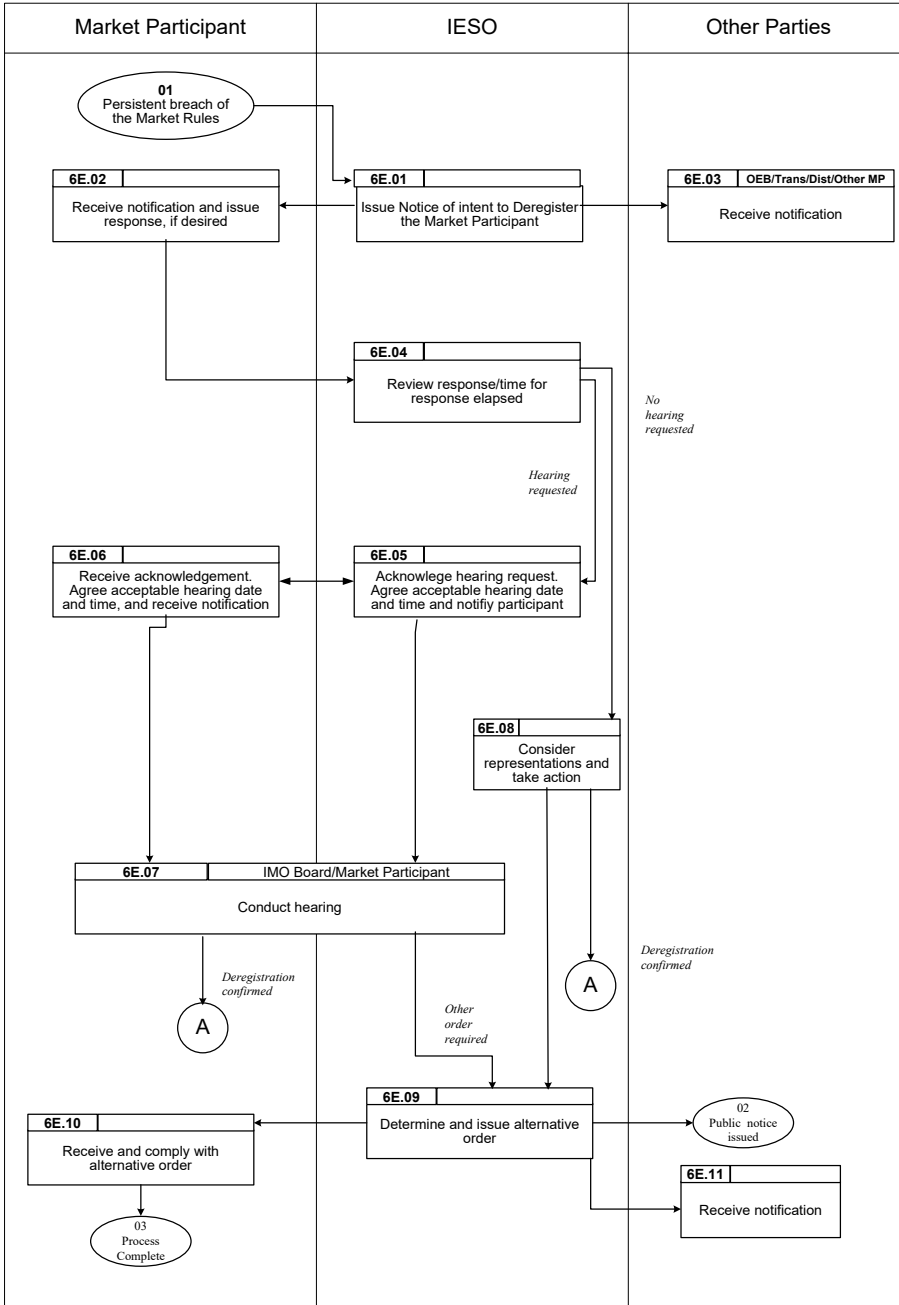 Market Participant
IESO
Other Parties
01
Persistent breach of
the Market Rules
6E.02
Receive notification and issue
response, if desired
6E.01
Issue Notice of intent to Deregister
the Market Participant
6E.03
OEB/Trans/Dist/Other MP
Receive notification
6E.04
Review response/time for
response elapsed
No
hearing
requested
Hearing
requested
6E.06
Receive acknowledgement.
Agree acceptable hearing date
and time, and receive notification
6E.05
Acknowlege hearing request.
Agree acceptable hearing date
and time and notifiy participant
6E.08
Consider
representations and
take action
6E.07
IMO Board/Market Participant
Conduct hearing
Deregistration
confirmed
A
Other
order
required
A
Deregistration
confirmed
6E.09
Determine and issue alternative
order
02
Public notice
issued
6E.10
Receive and comply with
alternative order
6E.11
Receive notification
03
Process
Complete